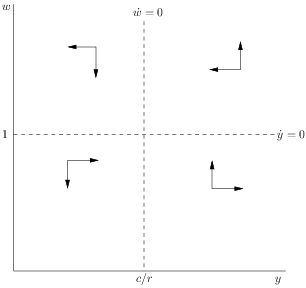 w
ẇ = 0
1
ẏ = 0
c/r
y